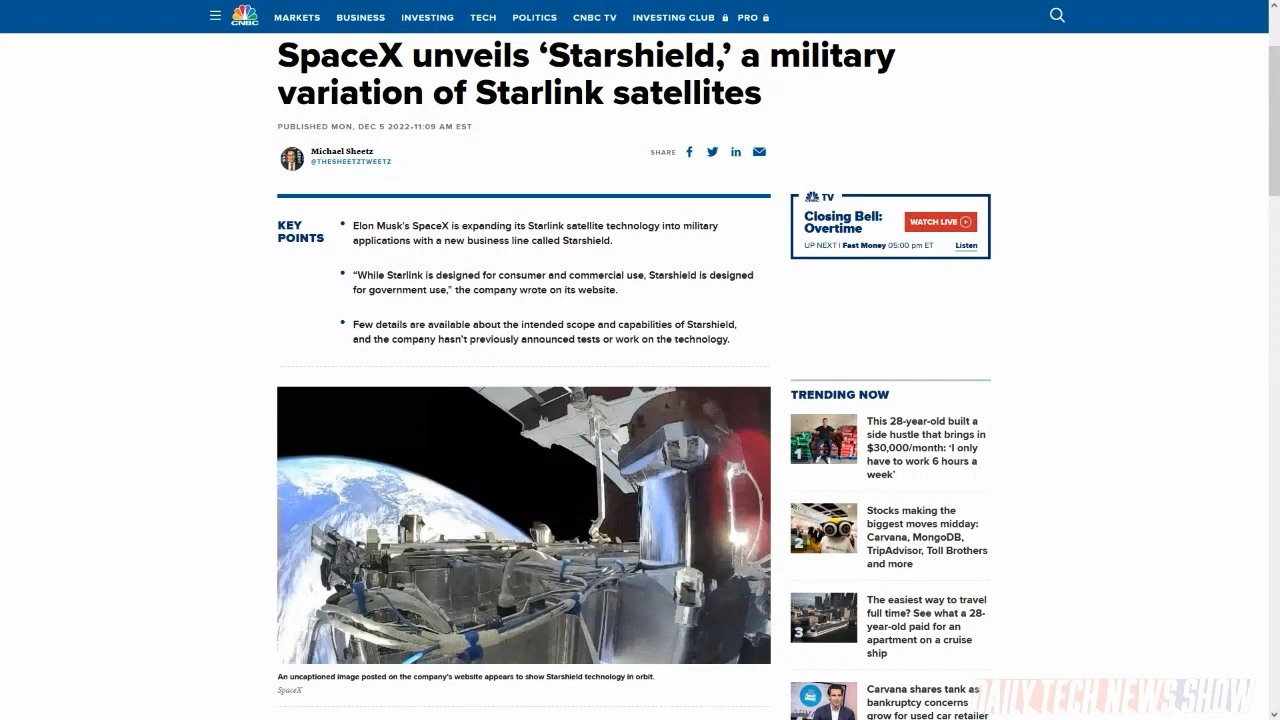 CNBC
MARKETS BUSINESS INVESTING TECH POLITICS CNBC TV INVESTING CLUB PRO
SpaceX unveils ‘Starshield,’ a military
variation of Starlink satellites
PUBLISHED MON, DEC 5 2022•11:09 AM EST
Michael Sheetz
@THESHEETZTWEETZ
SHARE
KEY
POINTS
• Elon Musk’s SpaceX is expanding its Starlink satellite technology into military
applications with a new business line called Starshield.
• “While Starlink is designed for consumer and commercial use, Starshield is designed
for government use,” the company wrote on its website.
• Few details are available about the intended scope and capabilities of Starshield,
and the company hasn’t previously announced tests or work on the technology.
An uncaptioned image posted on the company’s website appears to show Starshield technology in orbit.
SpaceX
TV
Closing Bell:
Overtime
WATCH LIVE
UP NEXT | Fast Money 05:00 pm ET
Listen
TRENDING NOW
1
This 28-year-old built a
side hustle that brings in
$30,000/month: ‘I only
have to work 6 hours a
week’
2
Stocks making the
biggest moves midday:
Carvana, MongoDB,
TripAdvisor, Toll Brothers
and more
3
The easiest way to travel
full time? See what a 28-
year-old paid for an
apartment on a cruise
ship
Carvana shares tank as
bankruptcy concerns
grow for used car retailer
DAILY TECH NEWS SHOW